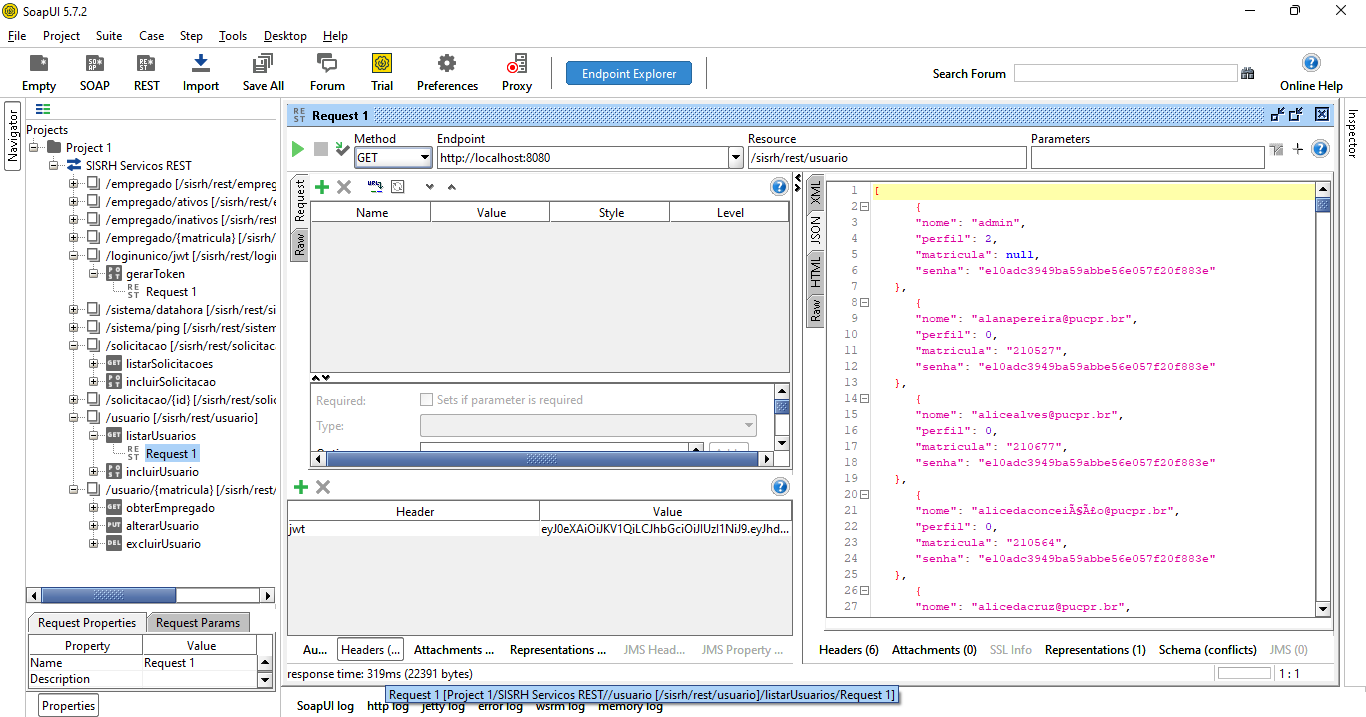 SoapUI 5.7.2
File Project Suite Case Step Tools Desktop Help
Empty SOAP REST Import Save All Forum Trial Preferences Proxy Endpoint Explorer Search Forum Online Help
Navigator
Projects
Project 1
SISRH Servicos REST
/empregado [/sisrh/rest/empreg
/empregado/ativos [/sisrh/rest/e
/empregado/inativos [/sisrh/rest
/empregado/{matricula} [/sisrh/
/loginunico/jwt [/sisrh/rest/logi
gerarToken
Request 1
/sistema/datahora [/sisrh/rest/si
/sistema/ping [/sisrh/rest/sistem
/solicitacao [/sisrh/rest/solicitac
listarSolicitacoes
incluirSolicitacao
/solicitacao/{id} [/sisrh/rest/solic
/usuario [/sisrh/rest/usuario]
listarUsuarios
Request 1
incluirUsuario
/usuario/{matricula} [/sisrh/rest/
obterEmpregado
alterarUsuario
excluirUsuario
Request Properties Request Params
Property Value
Name Request 1
Description
Properties
Request 1
Method Endpoint Resource Parameters
GET http://localhost:8080 /sisrh/rest/usuario
Request
Raw
Name Value Style Level
Required: Sets if parameter is required
Type:
Header Value
jwt eyJ0eXAiOiJKV1QiLCJhbGciOiJIUzI1NiJ9.eyJhd...
Au... Headers (... Attachments ... Representations ... JMS Head... JMS Property ...
XML
JSON
HTML
Raw
1 [
2 {
3 "nome": "admin",
4 "perfil": 2,
5 "matricula": null,
6 "senha": "e10adc3949ba59abbe56e057f20f883e"
7 },
8 {
9 "nome": "alanapereira@pucpr.br",
10 "perfil": 0,
11 "matricula": "210527",
12 "senha": "e10adc3949ba59abbe56e057f20f883e"
13 },
14 {
15 "nome": "alicealves@pucpr.br",
16 "perfil": 0,
17 "matricula": "210677",
18 "senha": "e10adc3949ba59abbe56e057f20f883e"
19 },
20 {
21 "nome": "alicedaconceiÃ§Ã£o@pucpr.br",
22 "perfil": 0,
23 "matricula": "210564",
24 "senha": "e10adc3949ba59abbe56e057f20f883e"
25 },
26 {
27 "nome": "alicedacruz@pucpr.br",
Headers (6) Attachments (0) SSL Info Representations (1) Schema (conflicts) JMS (0)
response time: 319ms (22391 bytes) 1 : 1
Request 1 [Project 1/SISRH Servicos REST//usuario [/sisrh/rest/usuario]/listarUsuarios/Request 1]
SoapUI log http log jetty log error log wsrm log memory log
Inspector